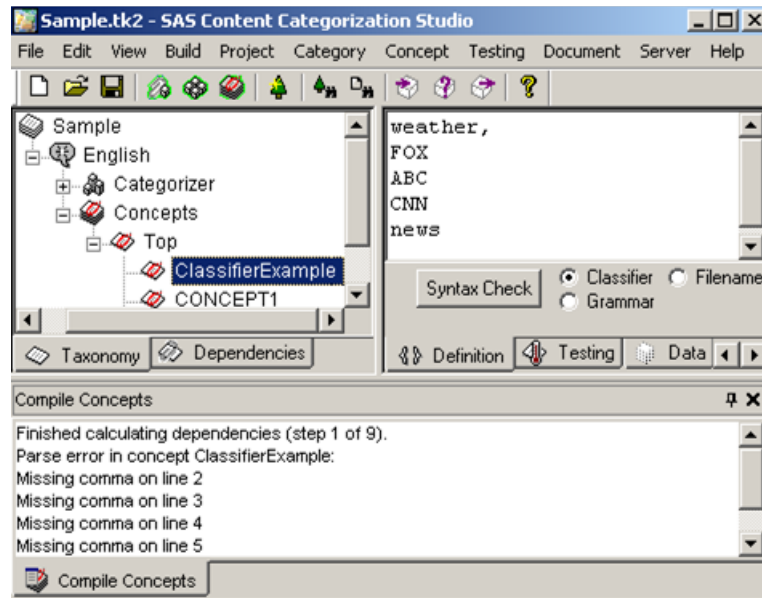 Sample.tk2 - SAS Content Categorization Studio
File Edit View Build Project Category Concept Testing Document Server Help
Sample
English
Categorizer
Concepts
Top
ClassifierExample
CONCEPT1
Taxonomy Dependencies
weather,
FOX
ABC
CNN
news
Syntax Check Classifier Filename
Grammar
Definition Testing Data
Compile Concepts
Finished calculating dependencies (step 1 of 9).
Parse error in concept ClassifierExample:
Missing comma on line 2
Missing comma on line 3
Missing comma on line 4
Missing comma on line 5
Compile Concepts